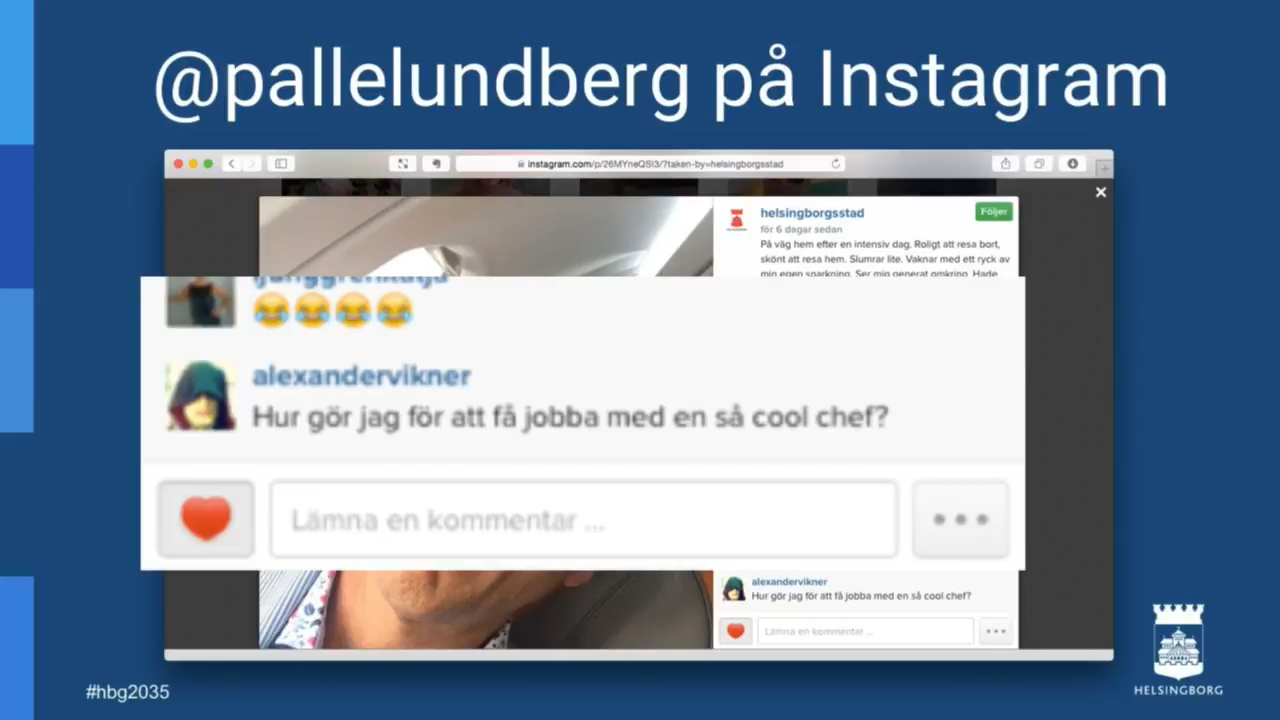 @pallelundberg på Instagram
instagram.com/p/26MYneQSI3/?taken-by=helsingborgsstad
helsingborgsstad
Följer
för 6 dagar sedan
På väg hem efter en intensiv dag. Roligt att resa bort,
skönt att resa hem. Slumrar lite. Vaknar med ett ryck av
min egen snarkning. Ser mig generat omkring. Hade
😂😂😂😂
alexandervikner
Hur gör jag för att få jobba med en så cool chef?
Lämna en kommentar ...
alexandervikner
Hur gör jag för att få jobba med en så cool chef?
Lämna en kommentar ...
#hbg2035
HELSINGBORG